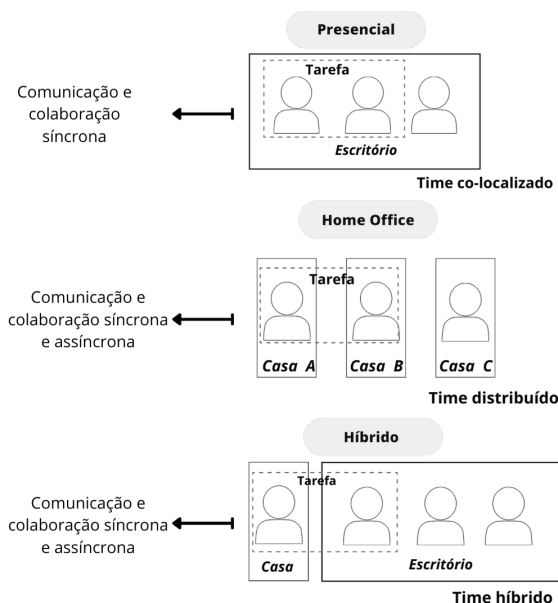 Presencial
Tarefa
Comunicação e
colaboração
síncrona
Escritório
Time co-localizado
Home Office
Tarefa
Comunicação e
colaboração síncrona
e assíncrona
Casa A
Casa B
Casa C
Time distribuído
Híbrido
Tarefa
Comunicação e
colaboração síncrona
e assíncrona
Casa
Escritório
Time híbrido